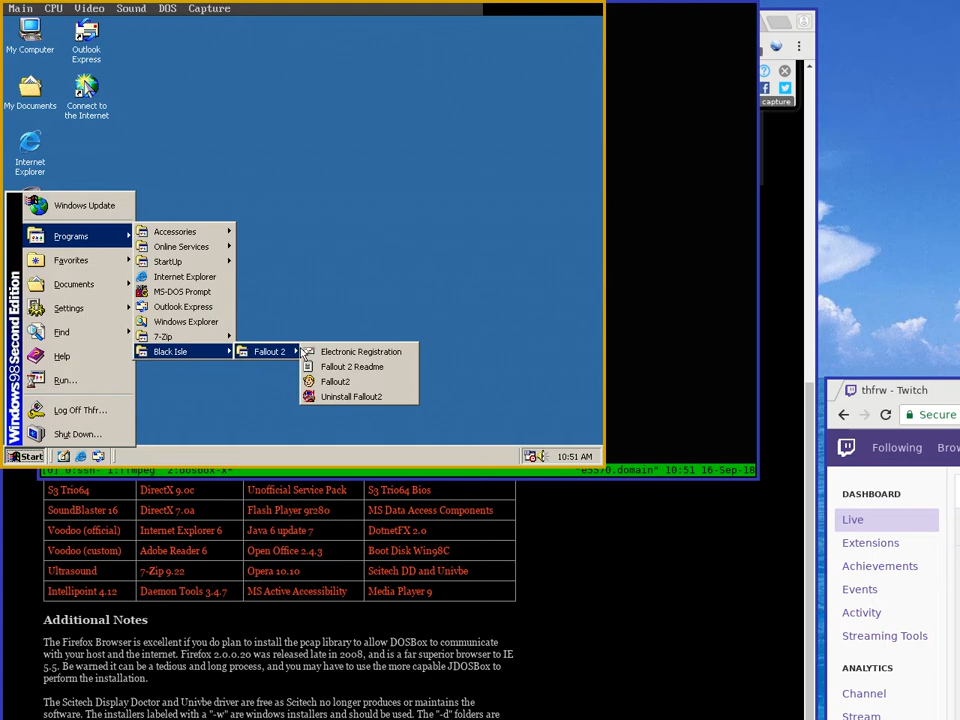 Main CPU Video Sound DOS Capture
My Computer
Outlook
Express
My Documents
Connect to
the Internet
Internet
Explorer
Windows98 Second Edition
Windows Update
Programs
Favorites
Documents
Settings
Find
Help
Run...
Log Off Thfr...
Shut Down...
Accessories
Online Services
StartUp
Internet Explorer
MS-DOS Prompt
Outlook Express
Windows Explorer
7-Zip
Black Isle
Fallout 2
Electronic Registration
Fallout 2 Readme
Fallout2
Uninstall Fallout2
Start
10:51 AM
[0] 0:ssh- 1:ffmpeg 2:dosbox-x*
"e5570.domain" 10:51 16-Sep-18
S3 Trio64 DirectX 9.0c Unofficial Service Pack S3 Trio64 Bios
SoundBlaster 16 DirectX 7.0a Flash Player 9r280 MS Data Access Components
Voodoo (official) Internet Explorer 6 Java 6 update 7 DotnetFX 2.0
Voodoo (custom) Adobe Reader 6 Open Office 2.4.3 Boot Disk Win98C
Ultrasound 7-Zip 9.22 Opera 10.10 Scitech DD and Univbe
Intellipoint 4.12 Daemon Tools 3.4.7 MS Active Accessibility Media Player 9
Additional Notes
The Firefox Browser is excellent if you do plan to install the pcap library to allow DOSBox to communicate
with your host and the internet. Firefox 2.0.0.20 was released late in 2008, and is a far superior browser to IE
5.5. Be warned it can be a tedious and long process, and you may have to use the more capable JDOSBox to
perform the installation.
The Scitech Display Doctor and Univbe driver are free as Scitech no longer produces or maintains the
software. The installers labeled with a "-w" are windows installers and should be used. The "-d" folders are
capture
thfrw - Twitch
Secure
Following
Brow
DASHBOARD
Live
Extensions
Achievements
Events
Activity
Streaming Tools
ANALYTICS
Channel
Stream